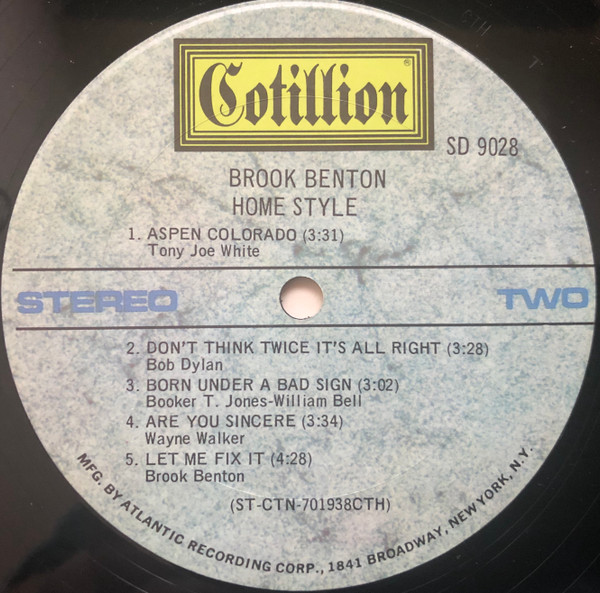 Cotillion®
SD 9028
BROOK BENTON
HOME STYLE
1. ASPEN COLORADO (3:31)
Tony Joe White
STEREO TWO
2. DON'T THINK TWICE IT'S ALL RIGHT (3:28)
Bob Dylan
3. BORN UNDER A BAD SIGN (3:02)
Booker T. Jones-William Bell
4. ARE YOU SINCERE (3:34)
Wayne Walker
5. LET ME FIX IT (4:28)
Brook Benton
(ST-CTN-701938CTH)
MFG. BY ATLANTIC RECORDING CORP., 1841 BROADWAY, NEW YORK, N.Y.